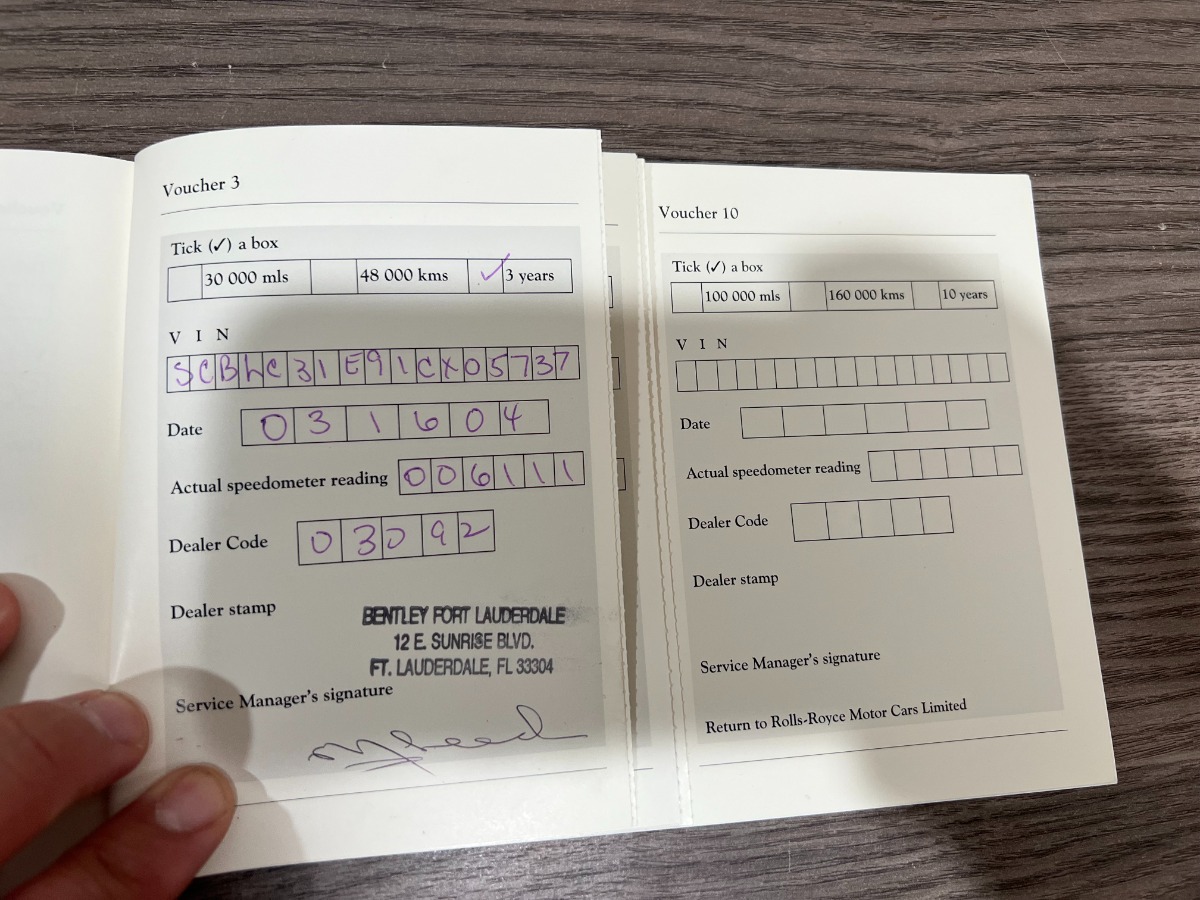 Voucher 3
Tick (✓) a box
30 000 mls 48 000 kms ✓ 3 years
V I N
SCBLC31E91CX05737
Date 031604
Actual speedometer reading 006111
Dealer Code 03092
Dealer stamp
BENTLEY FORT LAUDERDALE
12 E. SUNRISE BLVD.
FT. LAUDERDALE, FL 33304
Service Manager's signature
Voucher 10
Tick (✓) a box
100 000 mls 160 000 kms 10 years
V I N
Date
Actual speedometer reading
Dealer Code
Dealer stamp
Service Manager's signature
Return to Rolls-Royce Motor Cars Limited